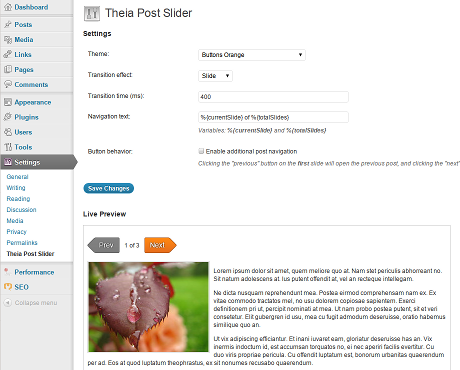 Dashboard
Posts
Media
Links
Pages
Comments
Appearance
Plugins
Users
Tools
Settings
General
Writing
Reading
Discussion
Media
Privacy
Permalinks
Theia Post Slider
Performance
SEO
Collapse menu
Theia Post Slider
Settings
Theme: Buttons Orange
Transition effect: Slide
Transition time (ms): 400
Navigation text: %{currentSlide} of %{totalSlides}
Variables: %{currentSlide} and %{totalSlides}
Button behavior: Enable additional post navigation
Clicking the "previous" button on the first slide will open the previous post, and clicking the "next"
Save Changes
Live Preview
Prev 1 of 3 Next
Lorem ipsum dolor sit amet, quem meliore quo at. Nam stet periculis abhorreant no.
Sit natum adolescens at. Ius putent offendit at, vel an recteque intellegam.
Ne dicta nusquam reprehendunt mea. Postea eirmod comprehensam nam ex. Ex
vitae commodo tractatos mel, no usu dolorem copiosae sapientem. Exerci
definitionem pri ut, percipit nominati at mea. Ut nam probo postea putent, sit et veri
consetetur. Elit gubergren id usu, mea cu fugit admodum deseruisse, oratio habemus
similique quo an.
Ut vix adipiscing efficiantur. Et inani iuvaret eam, gloriatur deseruisse has an. Vix
inermis indoctum id, est accumsan torquatos no, ei nec aperiri facilis evertitur. Cu
duo viris propriae pericula. Cu offendit luptatum est, bonorum urbanitas quaerendum
per ad. Eos at quod luptatum theophrastus, ex sit nonumes recusabo quaerendum.